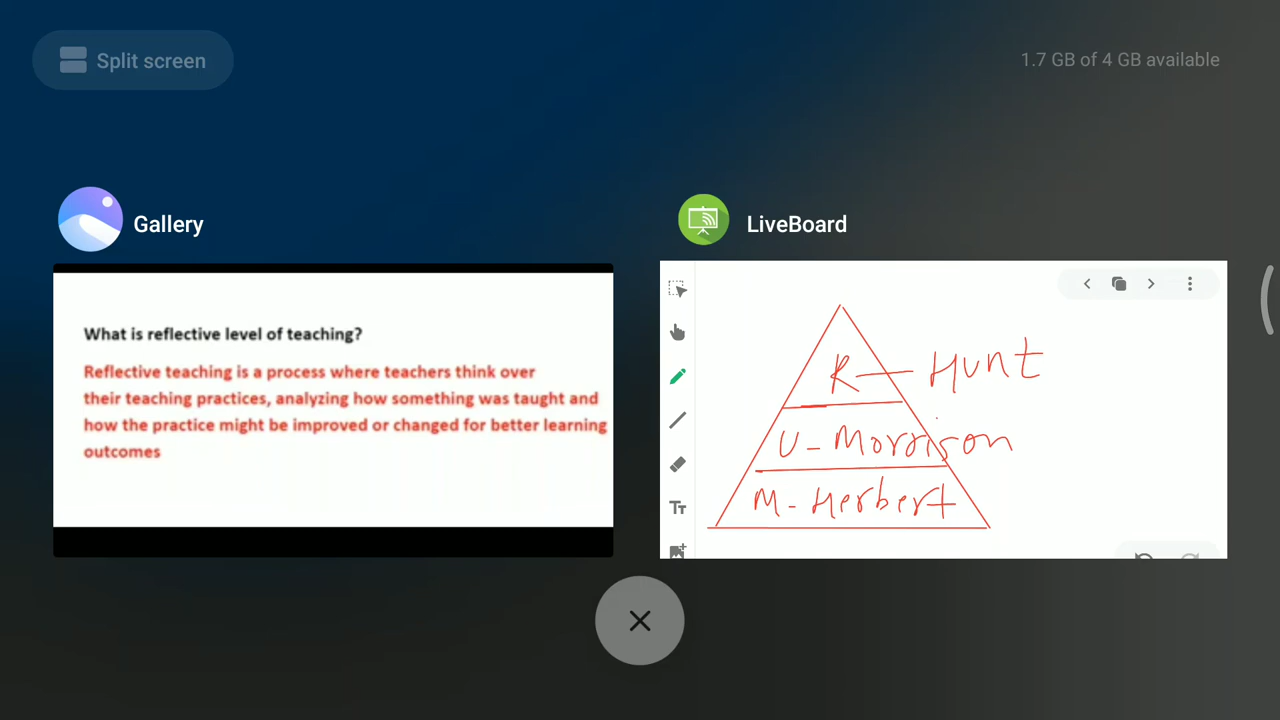 Split screen
1.7 GB of 4 GB available
Gallery
What is reflective level of teaching?
Reflective teaching is a process where teachers think over
their teaching practices, analyzing how something was taught and
how the practice might be improved or changed for better learning
outcomes
LiveBoard
R - Hunt
U - Morrison
M - Herbert
TT